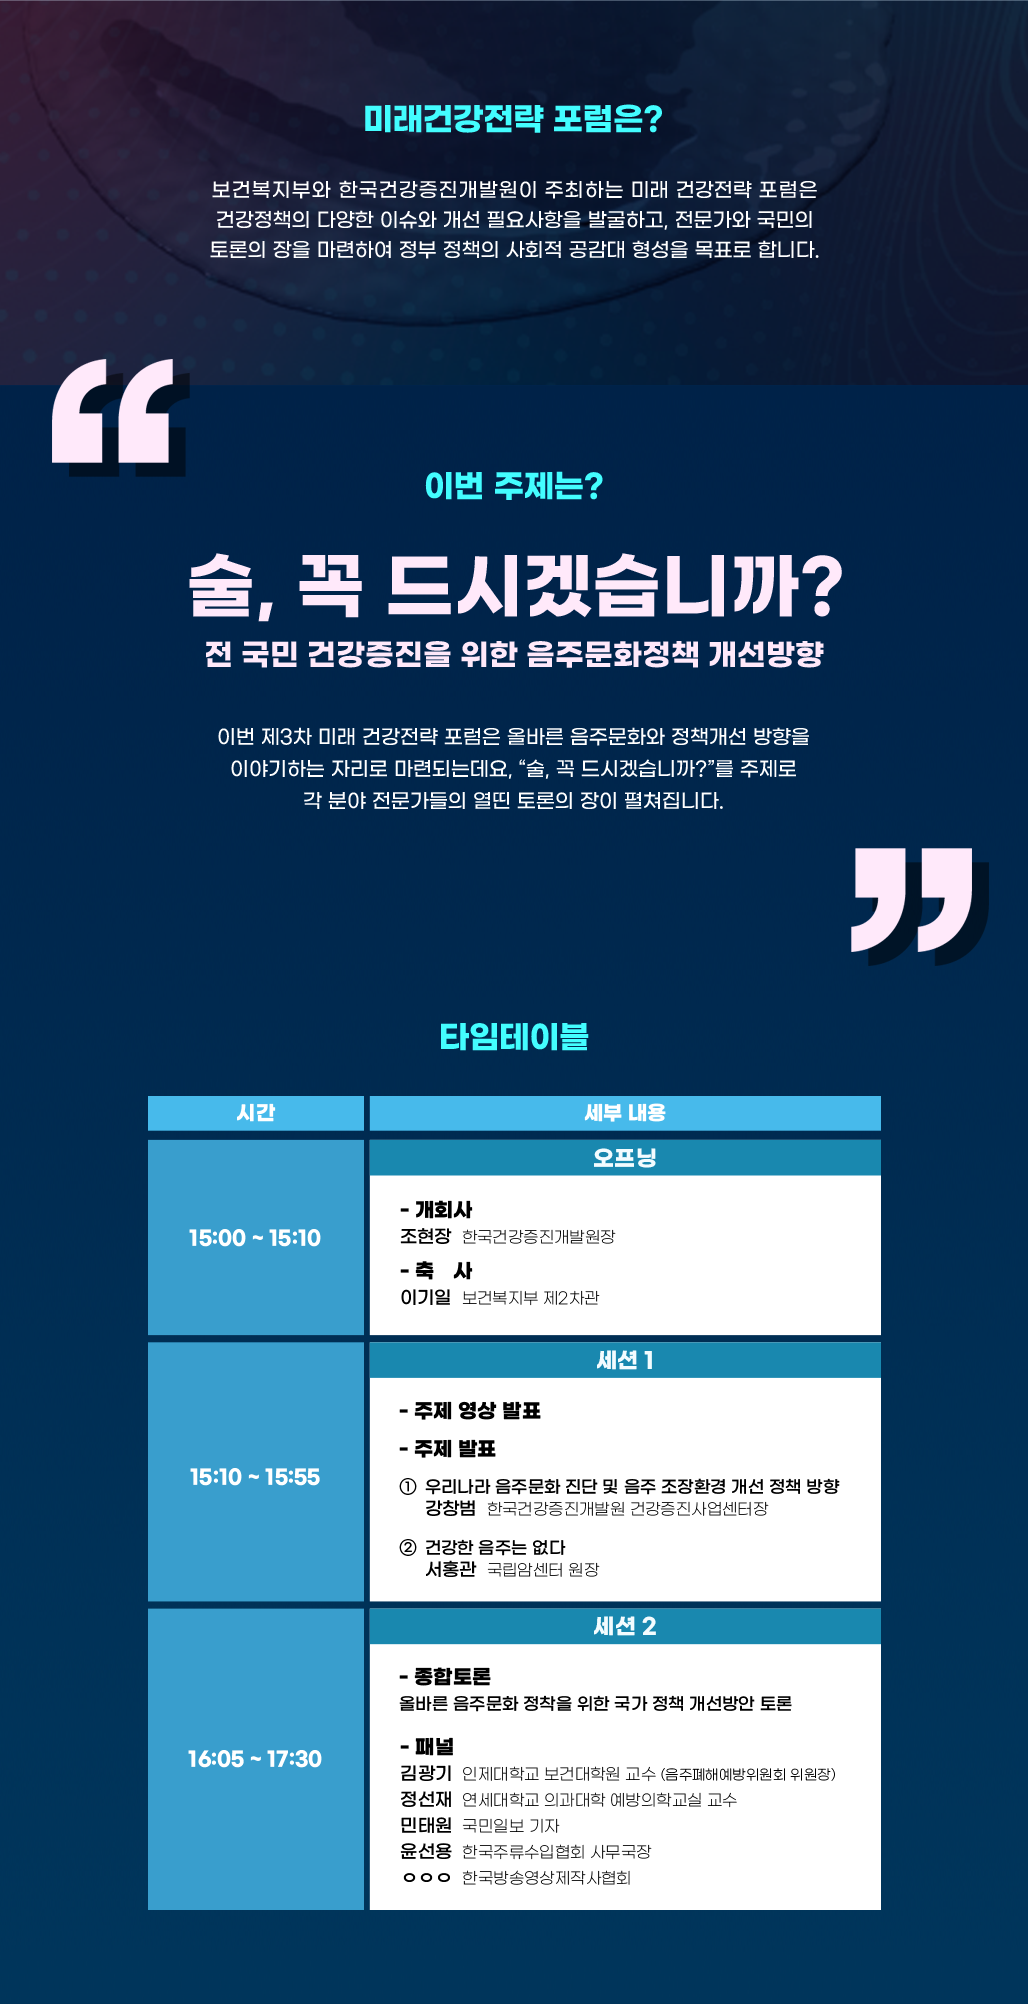 미래건강전략 포럼은?
보건복지부와 한국건강증진개발원이 주최하는 미래 건강전략 포럼은
건강정책의 다양한 이슈와 개선 필요사항을 발굴하고, 전문가와 국민의
토론의 장을 마련하여 정부 정책의 사회적 공감대 형성을 목표로 합니다.
“
이번 주제는?
술, 꼭 드시겠습니까?
전 국민 건강증진을 위한 음주문화정책 개선방향
이번 제3차 미래 건강전략 포럼은 올바른 음주문화와 정책개선 방향을
이야기하는 자리로 마련되는데요, “술, 꼭 드시겠습니까?”를 주제로
각 분야 전문가들의 열띤 토론의 장이 펼쳐집니다.
”
타임테이블
시간 세부 내용
오프닝
15:00 ~ 15:10
- 개회사
조현장 한국건강증진개발원장
- 축 사
이기일 보건복지부 제2차관
세션 1
15:10 ~ 15:55
- 주제 영상 발표
- 주제 발표
① 우리나라 음주문화 진단 및 음주 조장환경 개선 정책 방향
강창범 한국건강증진개발원 건강증진사업센터장
② 건강한 음주는 없다
서홍관 국립암센터 원장
세션 2
16:05 ~ 17:30
- 종합토론
올바른 음주문화 정착을 위한 국가 정책 개선방안 토론
- 패널
김광기 인제대학교 보건대학원 교수 (음주폐해예방위원회 위원장)
정선재 연세대학교 의과대학 예방의학교실 교수
민태원 국민일보 기자
윤선용 한국주류수입협회 사무국장
ㅇㅇㅇ 한국방송영상제작사협회